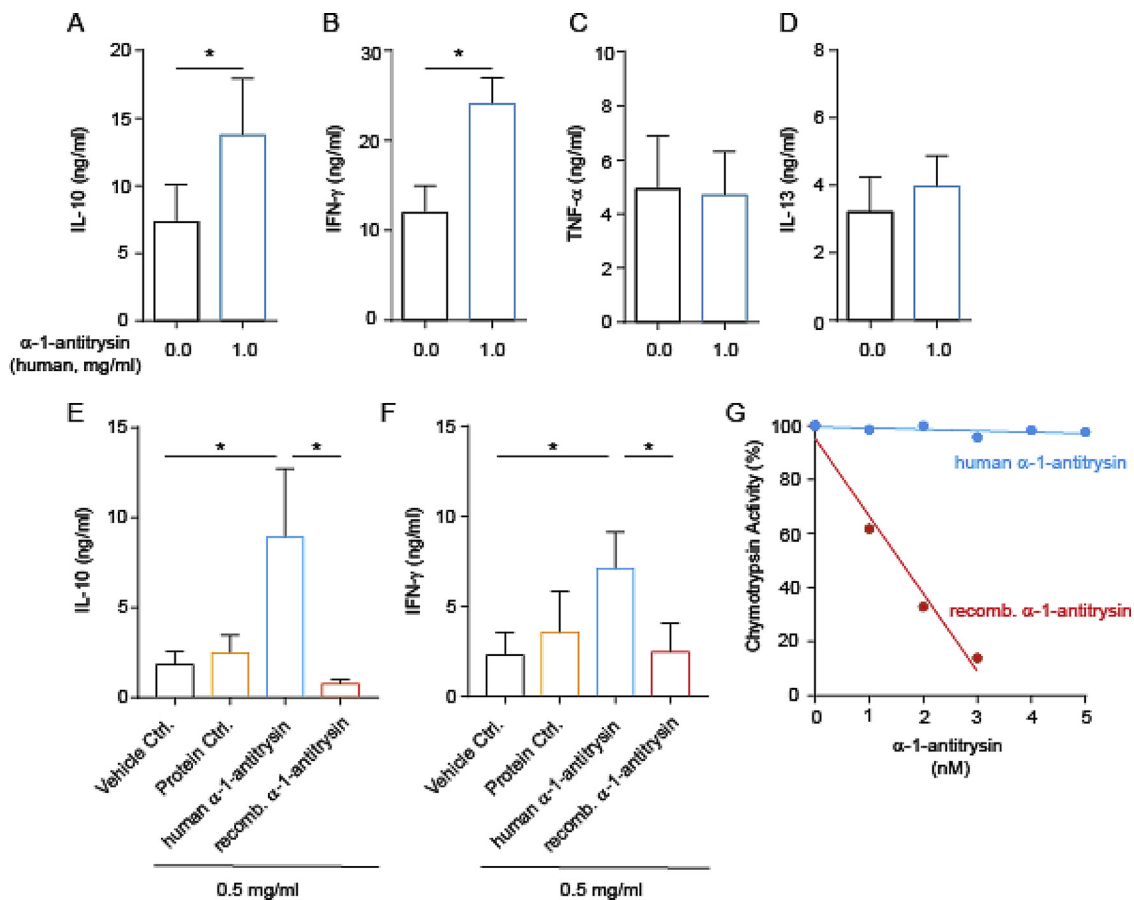 A
IL-10 (ng/ml)
20
15
10
5
0
*
α-1-antitrysin
(human, mg/ml)
0.0
1.0
B
IFN-γ (ng/ml)
30
20
10
0
*
0.0
1.0
C
TNF-α (ng/ml)
10
8
6
4
2
0
0.0
1.0
D
IL-13 (ng/ml)
8
6
4
2
0
0.0
1.0
E
IL-10 (ng/ml)
15
10
5
0
*
*
Vehicle Ctrl.
Protein Ctrl.
human α-1-antitrysin
recomb. α-1-antitrysin
0.5 mg/ml
F
IFN-γ (ng/ml)
15
10
5
0
*
*
Vehicle Ctrl.
Protein Ctrl.
human α-1-antitrysin
recomb. α-1-antitrysin
0.5 mg/ml
G
Chymotrypsin Activity (%)
100
80
60
40
20
0
human α-1-antitrysin
recomb. α-1-antitrysin
0
1
2
3
4
5
α-1-antitrysin
(nM)